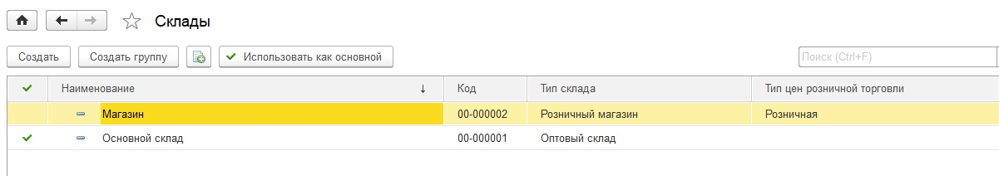 Склады
Создать Создать группу Использовать как основной Поиск (Ctrl+F)
Наименование ↓ Код Тип склада Тип цен розничной торговли
Магазин 00-000002 Розничный магазин Розничная
Основной склад 00-000001 Оптовый склад